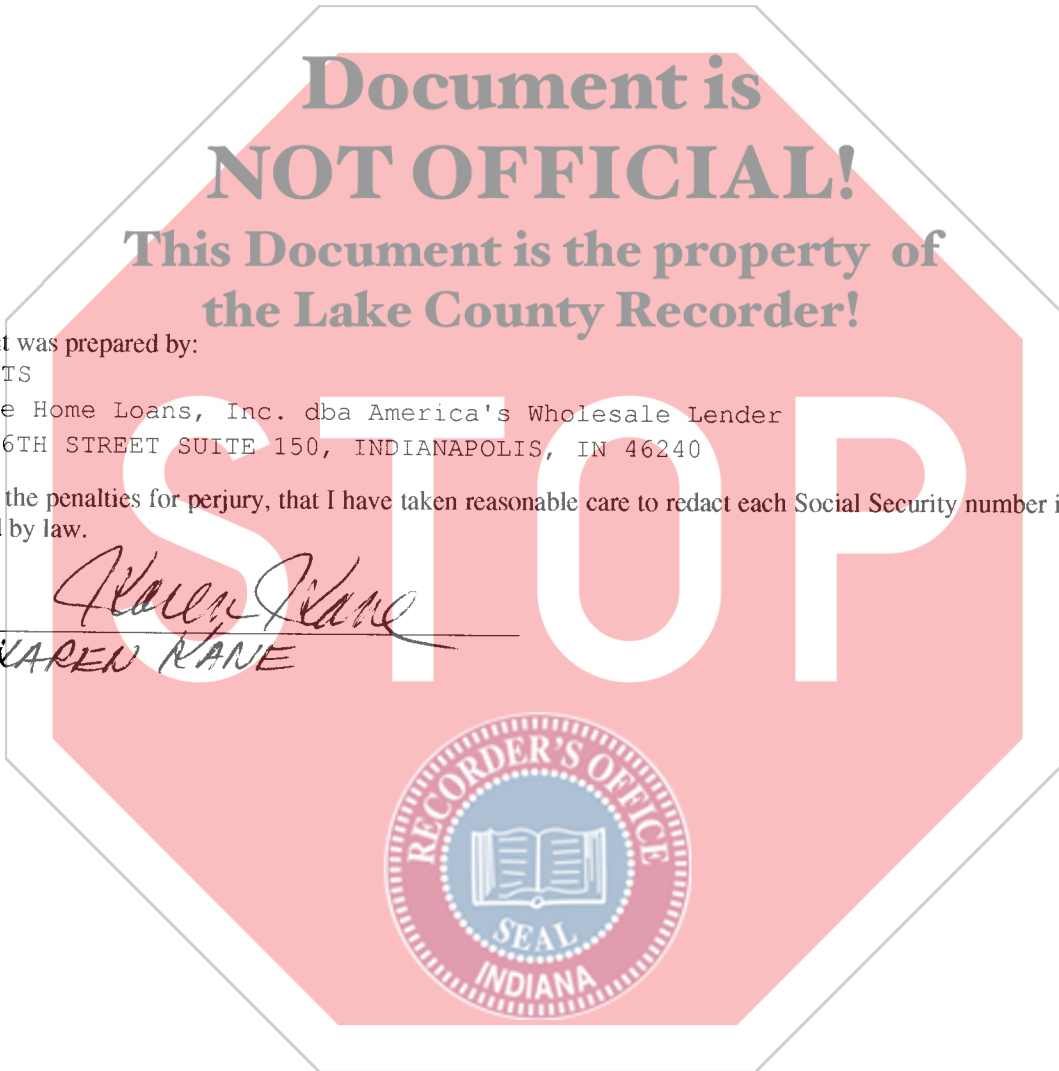 Document is
NOT OFFICIAL!
This Document is the property of
the Lake County Recorder!
t was prepared by:
TS
e Home Loans, Inc. dba America's Wholesale Lender
6TH STREET SUITE 150, INDIANAPOLIS, IN 46240
the penalties for perjury, that I have taken reasonable care to redact each Social Security number i
by law.
Karen Kane
KAREN KANE
STOP
RECORDER'S OFFICE
SEAL
INDIANA